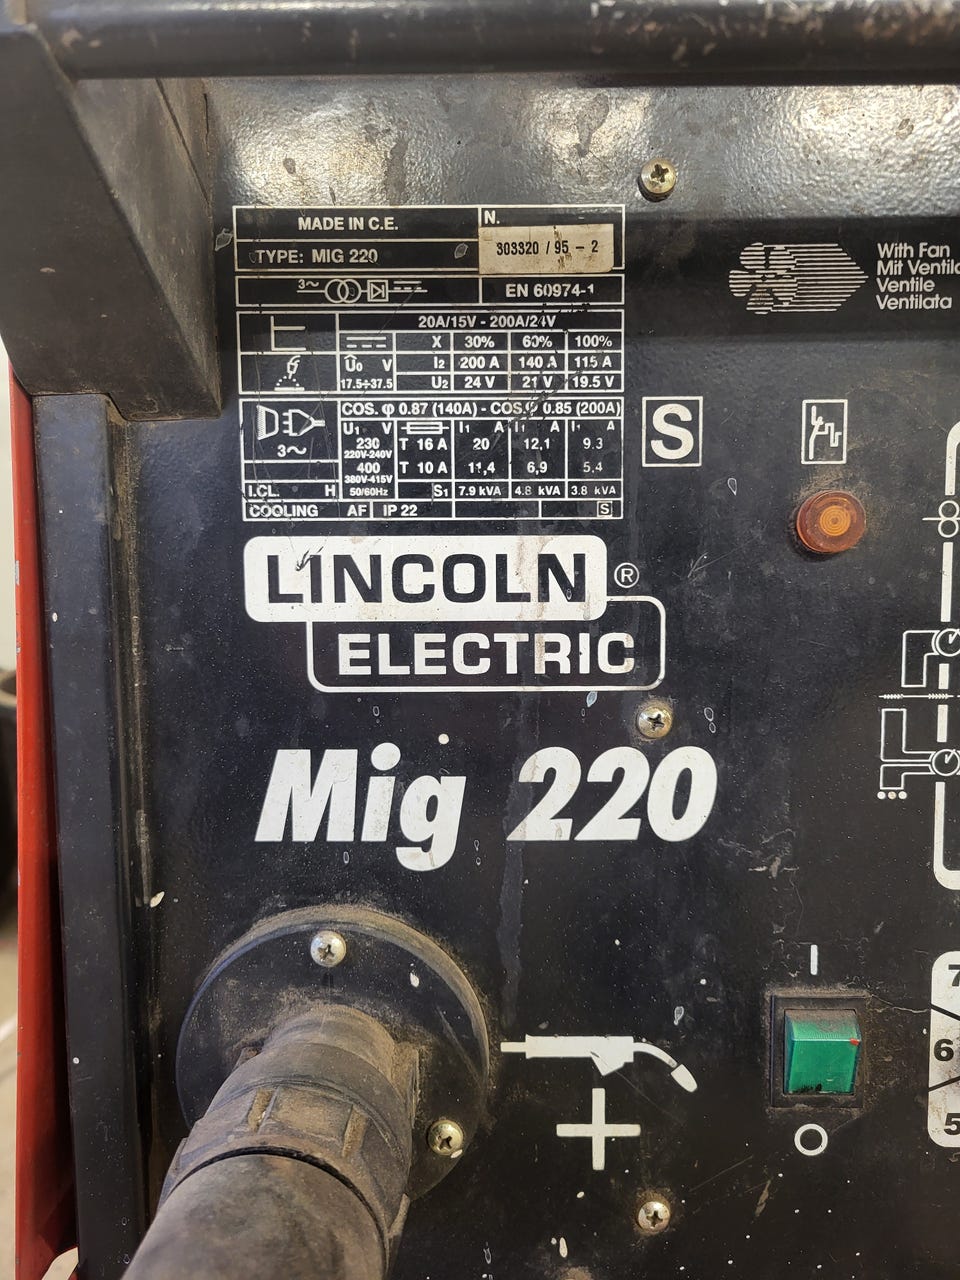 MADE IN C.E.
N.
303320 / 95 - 2
TYPE: MIG 220
3~
EN 60974-1
20A/15V - 200A/24V
X 30% 60% 100%
U0 V
I2 200 A 140 A 115 A
17.5÷37.5
U2 24 V 21 V 19.5 V
COS. φ 0.87 (140A) - COS. φ 0.85 (200A)
U1 V
I1 A I1 A I1 A
3~
230 T 16 A 20 12,1 9.3
220V-240V
400 T 10 A 11,4 6,9 5,4
380V-415V
I.CL. H 50/60Hz S1 7.9 kVA 4.8 kVA 3.8 kVA
COOLING AF IP 22 S
S
With Fan
Mit Ventila
Ventile
Ventilata
LINCOLN ®
ELECTRIC
Mig 220
I
O
+
7
6
5